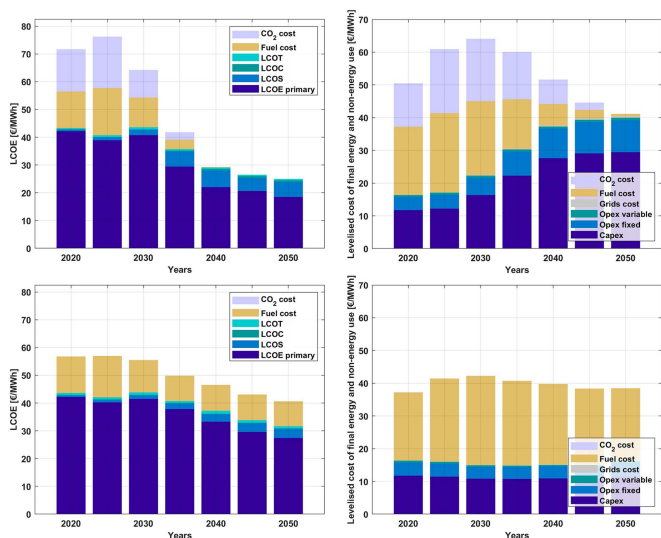 80
70
60
50
40
30
20
10
0
LCOE [€/MWh]
2020
2030
2040
2050
Years
CO2 cost
Fuel cost
LCOT
LCOC
LCOS
LCOE primary
70
60
50
40
30
20
10
0
Levelised cost of final energy and non-energy use [€/MWh]
2020
2030
2040
2050
Years
CO2 cost
Fuel cost
Grids cost
Opex variable
Opex fixed
Capex
80
70
60
50
40
30
20
10
0
LCOE [€/MWh]
2020
2030
2040
2050
Years
CO2 cost
Fuel cost
LCOT
LCOC
LCOS
LCOE primary
70
60
50
40
30
20
10
0
Levelised cost of final energy and non-energy use [€/MWh]
2020
2030
2040
2050
Years
CO2 cost
Fuel cost
Grids cost
Opex variable
Opex fixed
Capex